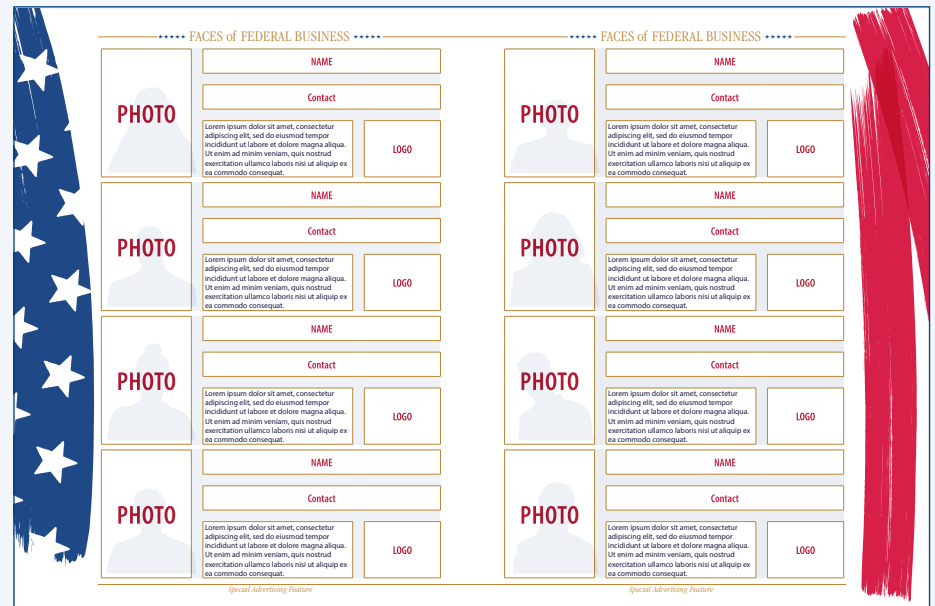 ★★★★★ FACES of FEDERAL BUSINESS ★★★★★
PHOTO
NAME
Contact
Lorem ipsum dolor sit amet, consectetur
adipiscing elit, sed do eiusmod tempor
incididunt ut labore et dolore magna aliqua.
Ut enim ad minim veniam, quis nostrud
exercitation ullamco laboris nisi ut aliquip ex
ea commodo consequat.
LOGO
PHOTO
NAME
Contact
Lorem ipsum dolor sit amet, consectetur
adipiscing elit, sed do eiusmod tempor
incididunt ut labore et dolore magna aliqua.
Ut enim ad minim veniam, quis nostrud
exercitation ullamco laboris nisi ut aliquip ex
ea commodo consequat.
LOGO
PHOTO
NAME
Contact
Lorem ipsum dolor sit amet, consectetur
adipiscing elit, sed do eiusmod tempor
incididunt ut labore et dolore magna aliqua.
Ut enim ad minim veniam, quis nostrud
exercitation ullamco laboris nisi ut aliquip ex
ea commodo consequat.
LOGO
PHOTO
NAME
Contact
Lorem ipsum dolor sit amet, consectetur
adipiscing elit, sed do eiusmod tempor
incididunt ut labore et dolore magna aliqua.
Ut enim ad minim veniam, quis nostrud
exercitation ullamco laboris nisi ut aliquip ex
ea commodo consequat.
LOGO
Special Advertising Feature
★★★★★ FACES of FEDERAL BUSINESS ★★★★★
PHOTO
NAME
Contact
Lorem ipsum dolor sit amet, consectetur
adipiscing elit, sed do eiusmod tempor
incididunt ut labore et dolore magna aliqua.
Ut enim ad minim veniam, quis nostrud
exercitation ullamco laboris nisi ut aliquip ex
ea commodo consequat.
LOGO
PHOTO
NAME
Contact
Lorem ipsum dolor sit amet, consectetur
adipiscing elit, sed do eiusmod tempor
incididunt ut labore et dolore magna aliqua.
Ut enim ad minim veniam, quis nostrud
exercitation ullamco laboris nisi ut aliquip ex
ea commodo consequat.
LOGO
PHOTO
NAME
Contact
Lorem ipsum dolor sit amet, consectetur
adipiscing elit, sed do eiusmod tempor
incididunt ut labore et dolore magna aliqua.
Ut enim ad minim veniam, quis nostrud
exercitation ullamco laboris nisi ut aliquip ex
ea commodo consequat.
LOGO
PHOTO
NAME
Contact
Lorem ipsum dolor sit amet, consectetur
adipiscing elit, sed do eiusmod tempor
incididunt ut labore et dolore magna aliqua.
Ut enim ad minim veniam, quis nostrud
exercitation ullamco laboris nisi ut aliquip ex
ea commodo consequat.
LOGO
Special Advertising Feature